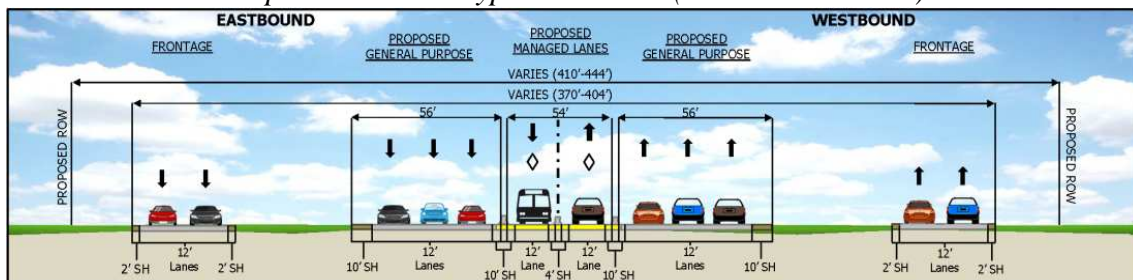 EASTBOUND
WESTBOUND
FRONTAGE
PROPOSED
GENERAL PURPOSE
PROPOSED
MANAGED LANES
PROPOSED
GENERAL PURPOSE
FRONTAGE
VARIES (410'-444')
VARIES (370'-404')
56'
54'
56'
PROPOSED ROW
PROPOSED ROW
2' SH
12'
Lanes
2' SH
10' SH
12'
Lanes
10' SH
12'
Lane
4' SH
12'
Lane
10' SH
12'
Lanes
10' SH
2' SH
12'
Lanes
2' SH